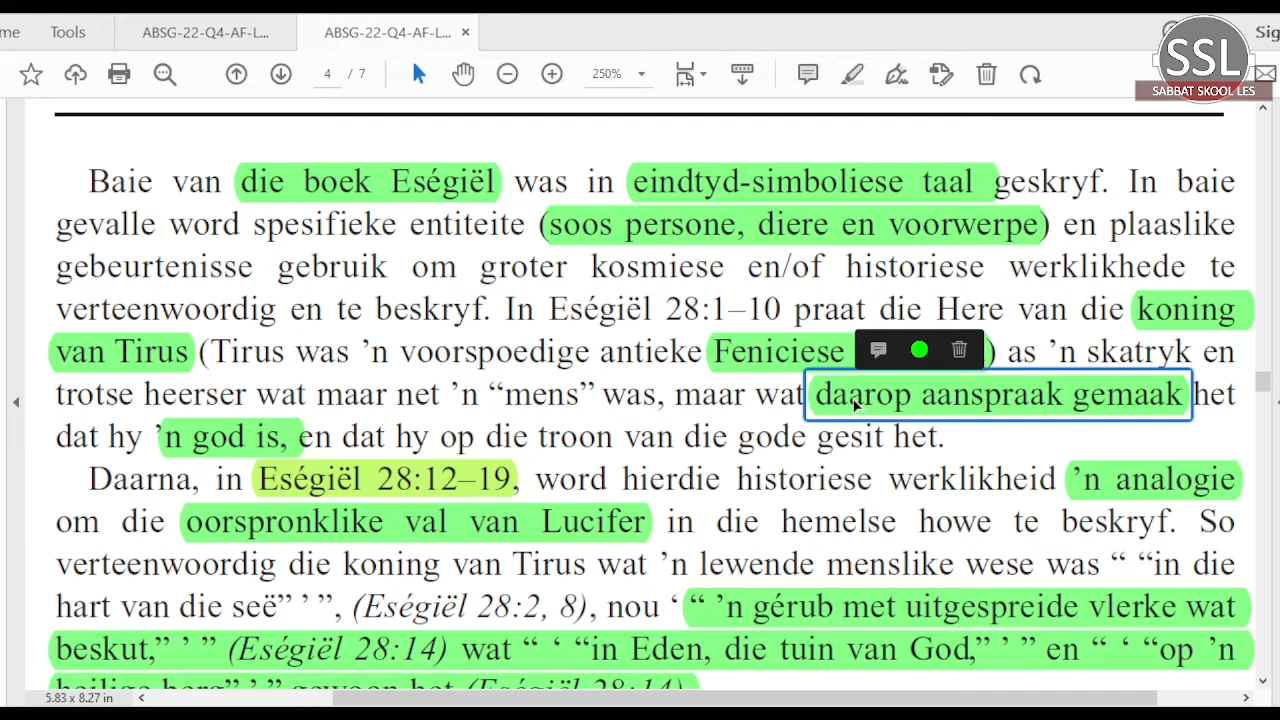 me Tools ABSG-22-Q4-AF-L... ABSG-22-Q4-AF-L... × Sig
4 / 7 250%
SSL
SABBAT SKOOL LES
Baie van die boek Eségiël was in eindtyd-simboliese taal geskryf. In baie
gevalle word spesifieke entiteite (soos persone, diere en voorwerpe) en plaaslike
gebeurtenisse gebruik om groter kosmiese en/of historiese werklikhede te
verteenwoordig en te beskryf. In Eségiël 28:1–10 praat die Here van die koning
van Tirus (Tirus was ’n voorspoedige antieke Feniciese ) as ’n skatryk en
trotse heerser wat maar net ’n “mens” was, maar wat daarop aanspraak gemaak het
dat hy ’n god is, en dat hy op die troon van die gode gesit het.
Daarna, in Eségiël 28:12–19, word hierdie historiese werklikheid ’n analogie
om die oorspronklike val van Lucifer in die hemelse howe te beskryf. So
verteenwoordig die koning van Tirus wat ’n lewende menslike wese was “ “in die
hart van die seë” ’ ”, (Eségiël 28:2, 8), nou ‘ “ ’n gérub met uitgespreide vlerke wat
beskut,” ’ ” (Eségiël 28:14) wat “ ‘ “in Eden, die tuin van God,” ’ ” en “ ‘ “op ’n
heilige berg” ’ ” gewoon het (Eségiël 28:14).
5.83 x 8.27 in